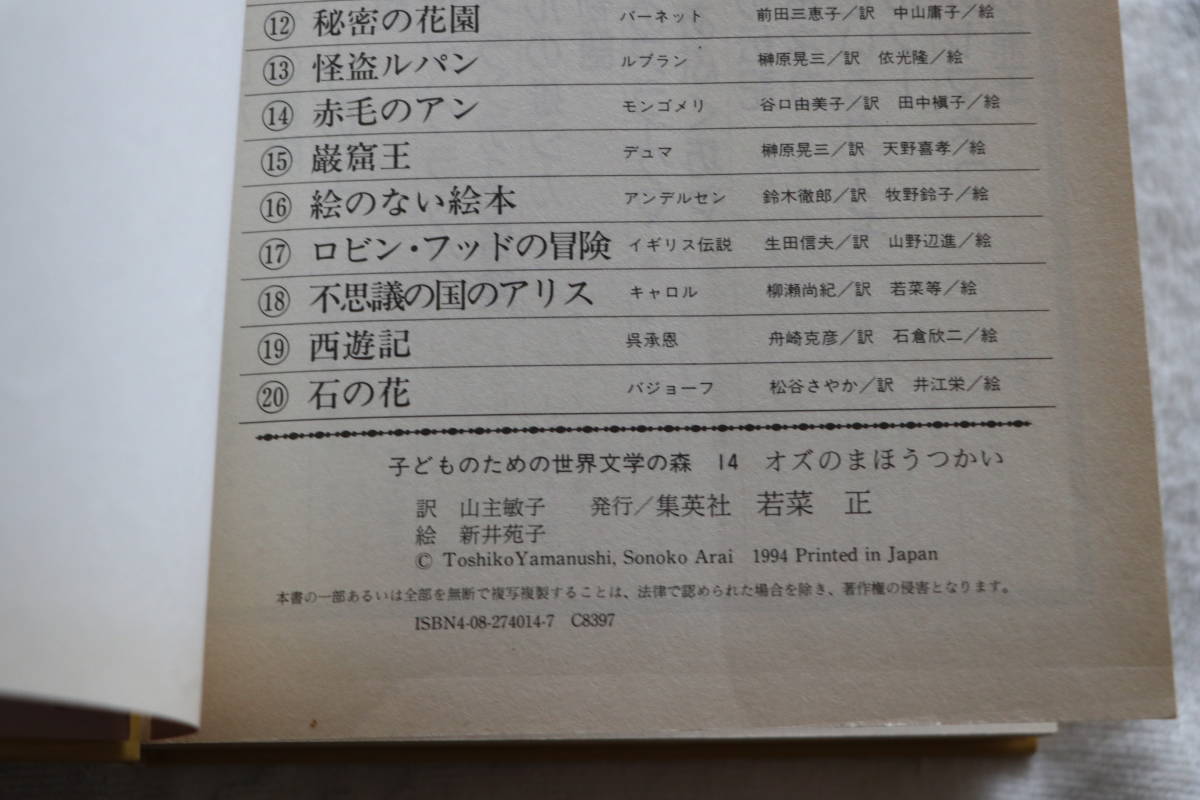 ⑫ 秘密の花園 バーネット 前田三恵子／訳 中山庸子／絵
⑬ 怪盗ルパン ルブラン 榊原晃三／訳 依光隆／絵
⑭ 赤毛のアン モンゴメリ 谷口由美子／訳 田中槇子／絵
⑮ 巌窟王 デュマ 榊原晃三／訳 天野喜孝／絵
⑯ 絵のない絵本 アンデルセン 鈴木徹郎／訳 牧野鈴子／絵
⑰ ロビン・フッドの冒険 イギリス伝説 生田信夫／訳 山野辺進／絵
⑱ 不思議の国のアリス キャロル 柳瀬尚紀／訳 若菜等／絵
⑲ 西遊記 呉承恩 舟崎克彦／訳 石倉欣二／絵
⑳ 石の花 バジョーフ 松谷さやか／訳 井江栄／絵
子どものための世界文学の森 14 オズのまほうつかい
訳 山主敏子 発行／集英社 若菜 正
絵 新井苑子
© Toshiko Yamanushi, Sonoko Arai 1994 Printed in Japan
本書の一部あるいは全部を無断で複写複製することは、法律で認められた場合を除き、著作権の侵害となります。
ISBN4-08-274014-7 C8397